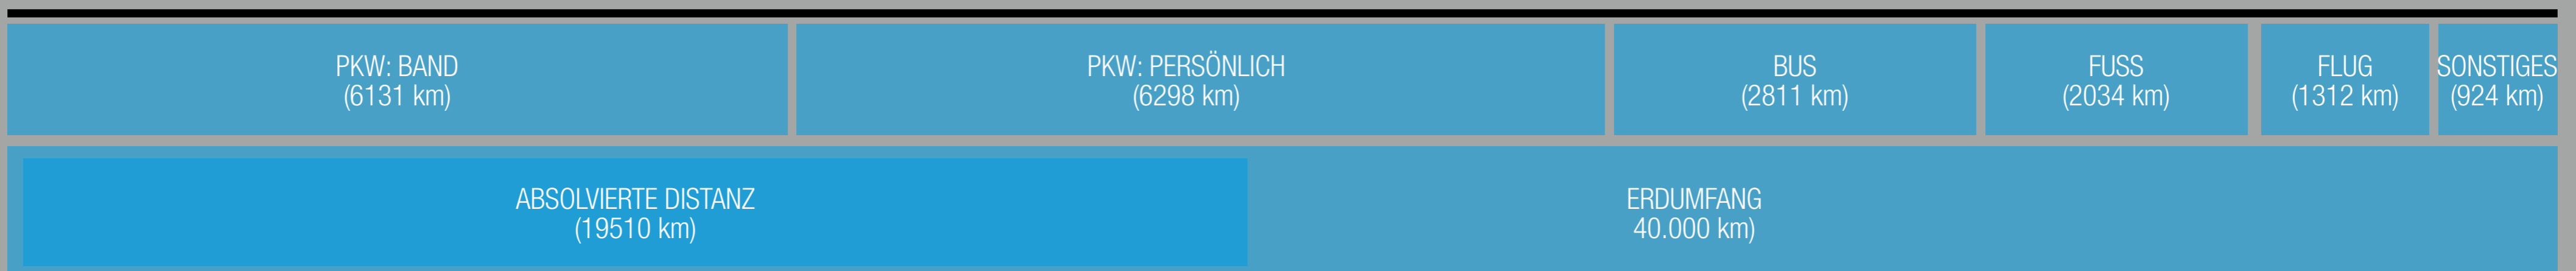 PKW: BAND
(6131 km)
PKW: PERSÖNLICH
(6298 km)
BUS
(2811 km)
FUSS
(2034 km)
FLUG
(1312 km)
SONSTIGES
(924 km)
ABSOLVIERTE DISTANZ
(19510 km)
ERDUMFANG
40.000 km)